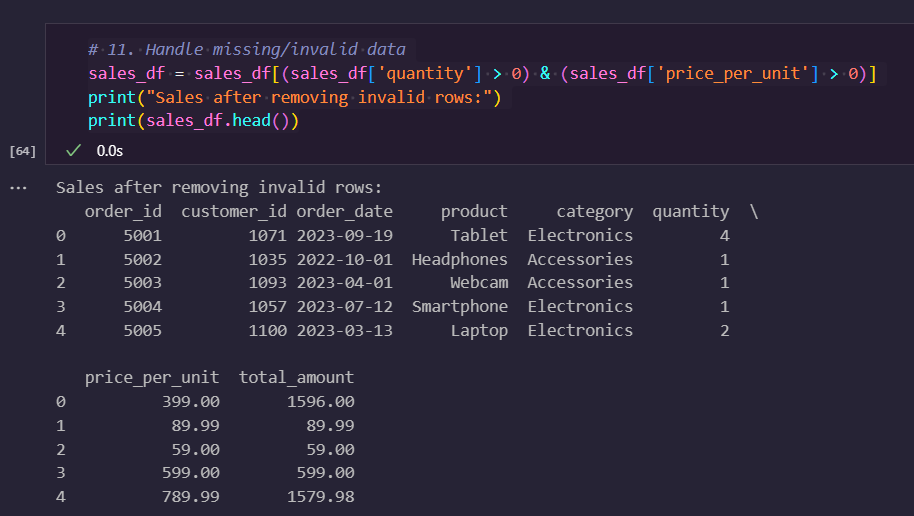 # 11. Handle missing/invalid data
sales_df = sales_df[(sales_df['quantity'] > 0) & (sales_df['price_per_unit'] > 0)]
print("Sales after removing invalid rows:")
print(sales_df.head())
[64] ✓ 0.0s
... Sales after removing invalid rows:
   order_id  customer_id order_date     product     category  quantity  \
0      5001         1071 2023-09-19      Tablet  Electronics         4
1      5002         1035 2022-10-01  Headphones  Accessories         1
2      5003         1093 2023-04-01      Webcam  Accessories         1
3      5004         1057 2023-07-12  Smartphone  Electronics         1
4      5005         1100 2023-03-13      Laptop  Electronics         2
   price_per_unit  total_amount
0          399.00       1596.00
1           89.99         89.99
2           59.00         59.00
3          599.00        599.00
4          789.99       1579.98